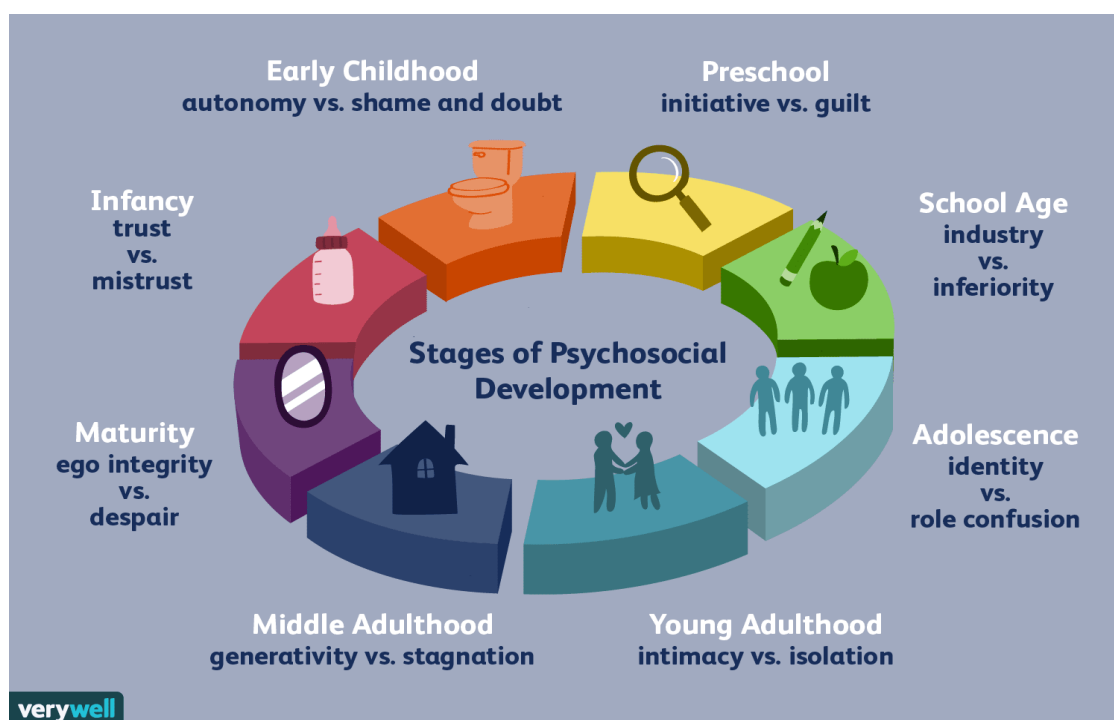 Early Childhood
autonomy vs. shame and doubt
Preschool
initiative vs. guilt
Infancy
trust
vs.
mistrust
School Age
industry
vs.
inferiority
Stages of Psychosocial
Development
Maturity
ego integrity
vs.
despair
Adolescence
identity
vs.
role confusion
Middle Adulthood
generativity vs. stagnation
Young Adulthood
intimacy vs. isolation
verywell